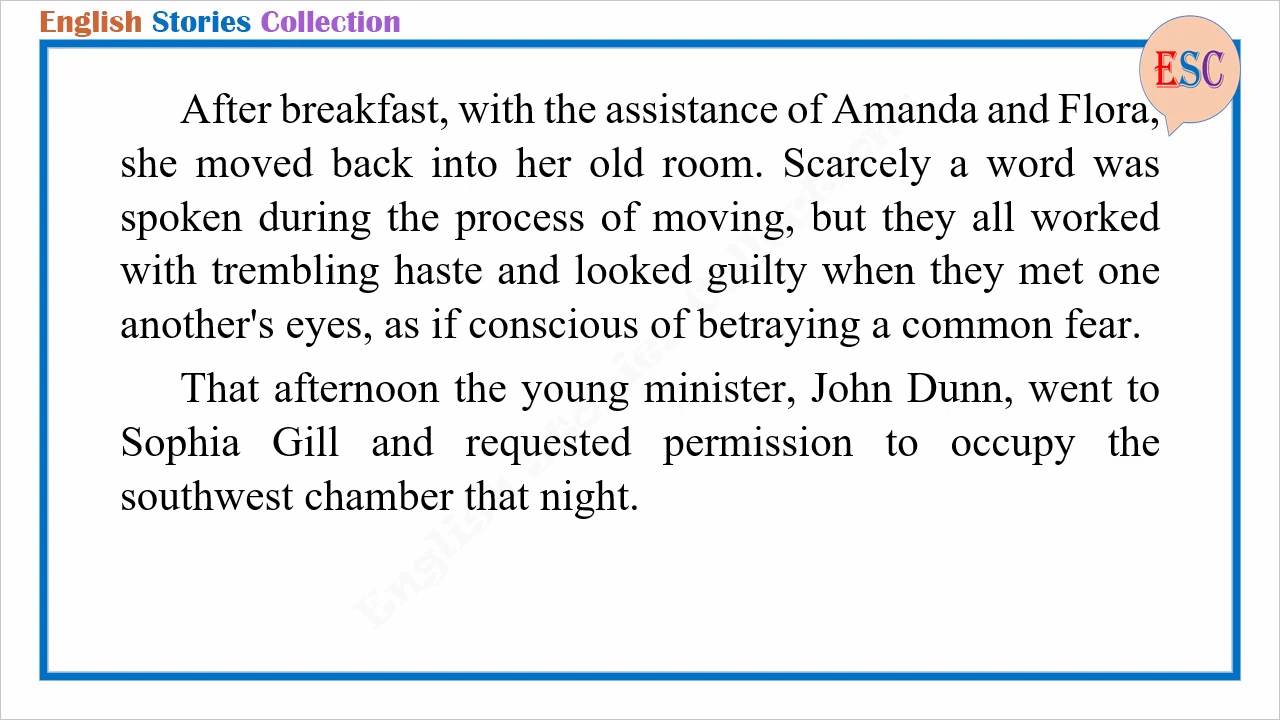 English Stories Collection
ESC
After breakfast, with the assistance of Amanda and Flora,
she moved back into her old room. Scarcely a word was
spoken during the process of moving, but they all worked
with trembling haste and looked guilty when they met one
another's eyes, as if conscious of betraying a common fear.
That afternoon the young minister, John Dunn, went to
Sophia Gill and requested permission to occupy the
southwest chamber that night.
English Stories Collection